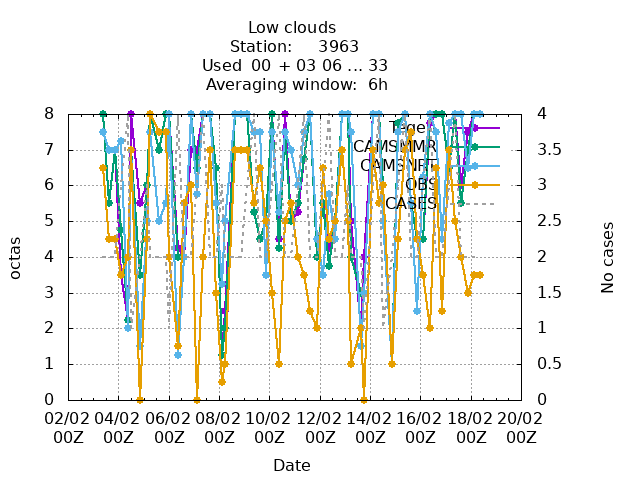 Low clouds
Station: 3963
Used 00 + 03 06 ... 33
Averaging window: 6h
8 4
7 3.5
6 3
5 2.5
4 2
3 1.5
2 1
1 0.5
0 0
CAMSIMMR
CAMSNRT
OBS
CASES
octas
No cases
02/02 04/02 06/02 08/02 10/02 12/02 14/02 16/02 18/02 20/02
00Z 00Z 00Z 00Z 00Z 00Z 00Z 00Z 00Z 00Z
Date